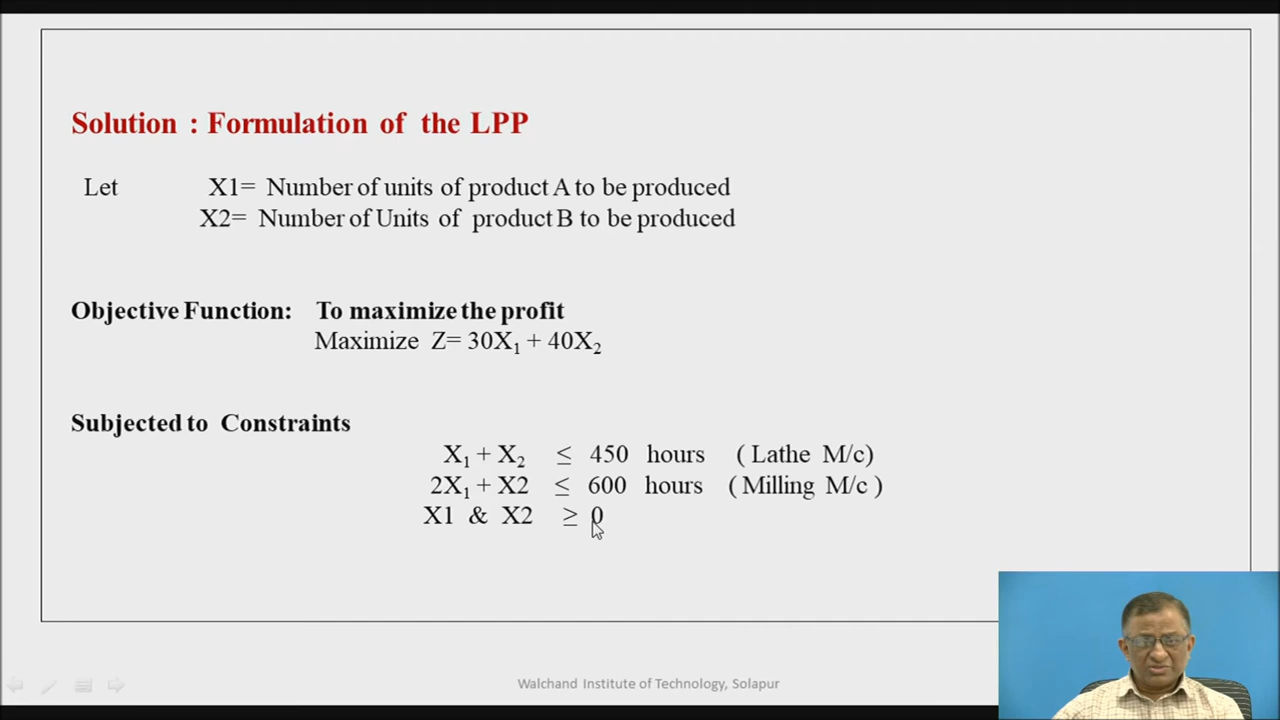 Solution : Formulation of the LPP
Let X1= Number of units of product A to be produced
X2= Number of Units of product B to be produced
Objective Function: To maximize the profit
Maximize Z= 30X₁ + 40X₂
Subjected to Constraints
X₁ + X₂ ≤ 450 hours ( Lathe M/c)
2X₁ + X2 ≤ 600 hours ( Milling M/c )
X1 & X2 ≥ 0
Walchand Institute of Technology, Solapur